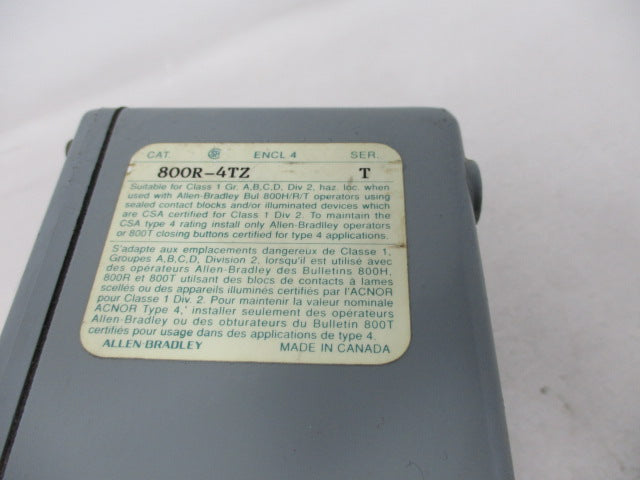 CAT. ENCL.4 SER.
800R-4TZ T
Suitable for Class 1 Gr. A,B,C,D, Div 2, haz. loc. when
used with Allen-Bradley Bul 800H/R/T operators using
sealed contact blocks and/or illuminated devices which
are CSA certified for Class 1 Div 2. To maintain the
CSA type 4 rating install only Allen-Bradley operators
or 800T closing buttons certified for type 4 applications.
S'adapte aux emplacements dangereux de Classe 1,
Groupes A,B,C,D, Division 2, lorsqu'il est utilisé avec
des opérateurs Allen-Bradley des Bulletins 800H,
800R et 800T utilisant des blocs de contacts à lames
scellés ou des appareils illuminés certifiés par l'ACNOR
pour Classe 1 Div. 2. Pour maintenir la valeur nominale
ACNOR Type 4, installer seulement des opérateurs
Allen-Bradley ou des obturateurs du Bulletin 800T
certifiés pour usage dans des applications de type 4.
ALLEN-BRADLEY MADE IN CANADA